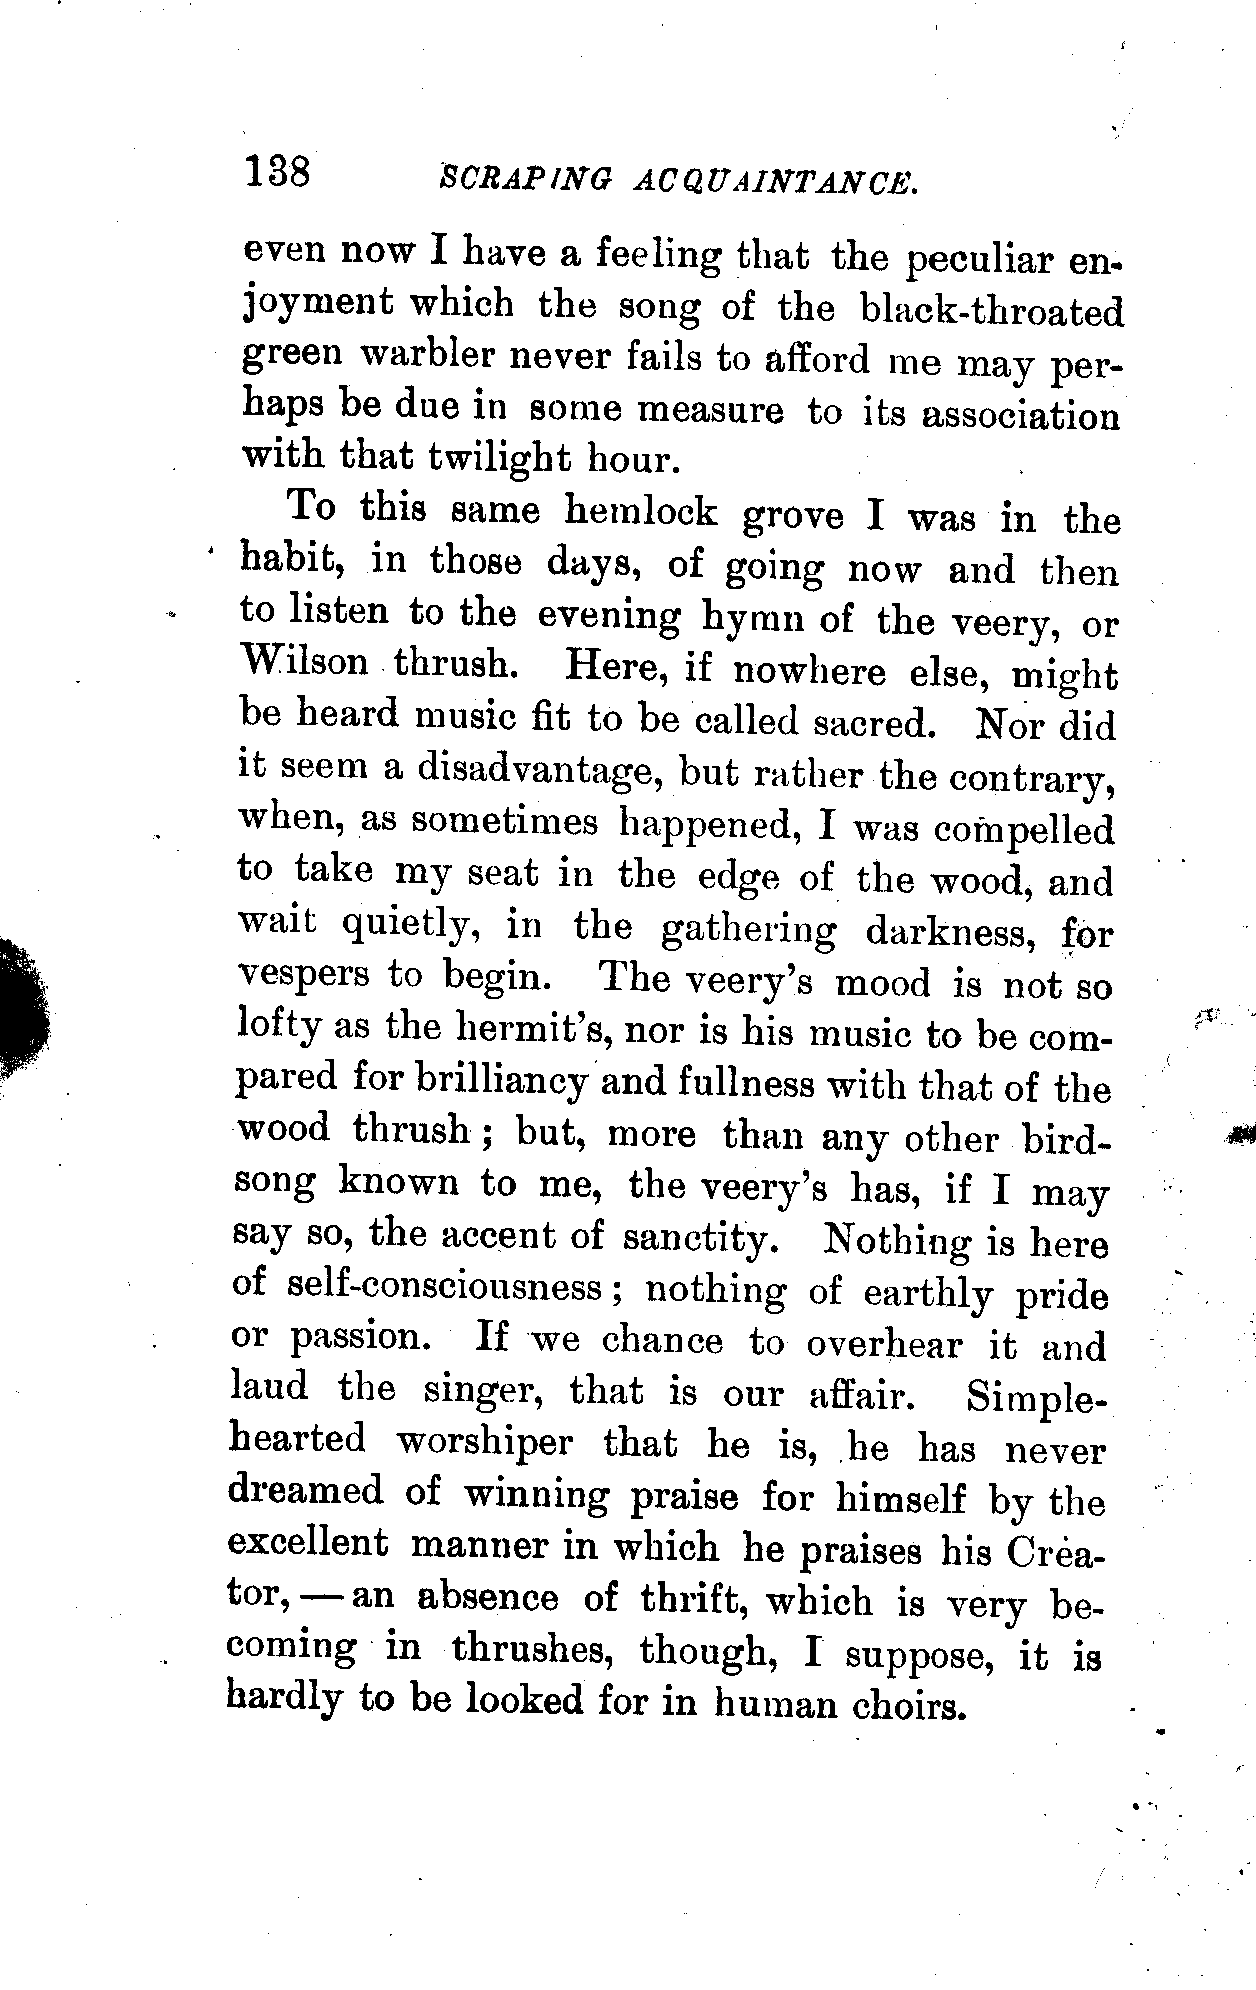 138 SCRAPING ACQUAINTANCE.
even now I have a feeling that the peculiar en-
joyment which the song of the black-throated
green warbler never fails to afford me may per-
haps be due in some measure to its association
with that twilight hour.
To this same hemlock grove I was in the
habit, in those days, of going now and then
to listen to the evening hymn of the veery, or
Wilson thrush. Here, if nowhere else, might
be heard music fit to be called sacred. Nor did
it seem a disadvantage, but rather the contrary,
when, as sometimes happened, I was compelled
to take my seat in the edge of the wood, and
wait quietly, in the gathering darkness, for
vespers to begin. The veery's mood is not so
lofty as the hermit's, nor is his music to be com-
pared for brilliancy and fullness with that of the
wood thrush; but, more than any other bird-
song known to me, the veery's has, if I may
say so, the accent of sanctity. Nothing is here
of self-consciousness; nothing of earthly pride
or passion. If we chance to overhear it and
laud the singer, that is our affair. Simple-
hearted worshiper that he is, he has never
dreamed of winning praise for himself by the
excellent manner in which he praises his Crea-
tor, — an absence of thrift, which is very be-
coming in thrushes, though, I suppose, it is
hardly to be looked for in human choirs.